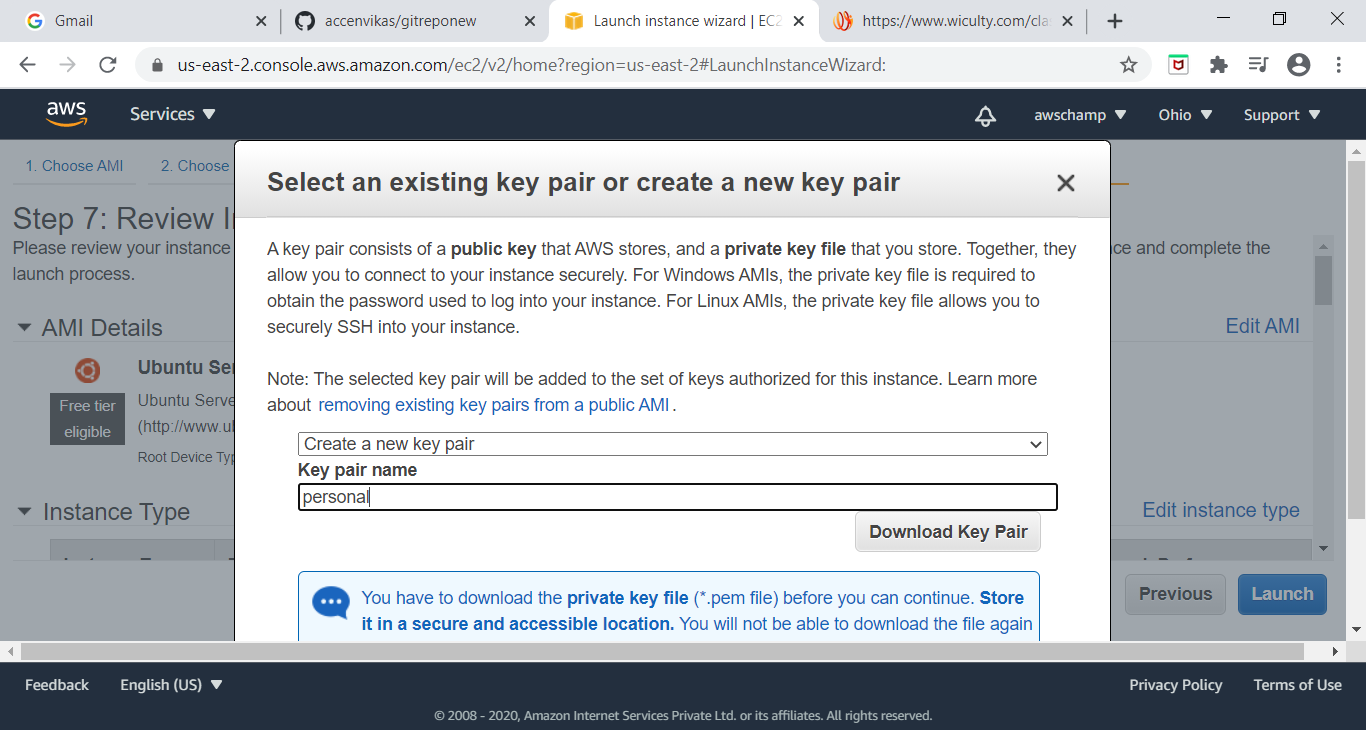 Gmail
accenvikas/gitreponew
Launch instance wizard | EC2
https://www.wiculty.com/cla
us-east-2.console.aws.amazon.com/ec2/v2/home?region=us-east-2#LaunchInstanceWizard:
aws
Services
awschamp
Ohio
Support
1. Choose AMI
2. Choose
Step 7: Review
Please review your instance
launch process.
ce and complete the
AMI Details
Edit AMI
Free tier
eligible
Ubuntu
Ubuntu
(http://www.
Root Device
Instance Type
Edit instance type
Select an existing key pair or create a new key pair
A key pair consists of a public key that AWS stores, and a private key file that you store. Together, they
allow you to connect to your instance securely. For Windows AMIs, the private key file is required to
obtain the password used to log into your instance. For Linux AMIs, the private key file allows you to
securely SSH into your instance.
Note: The selected key pair will be added to the set of keys authorized for this instance. Learn more
about removing existing key pairs from a public AMI .
Create a new key pair
Key pair name
personal
Download Key Pair
You have to download the private key file (*.pem file) before you can continue. Store
it in a secure and accessible location. You will not be able to download the file again
Previous
Launch
Feedback
English (US)
Privacy Policy
Terms of Use
© 2008 - 2020, Amazon Internet Services Private Ltd. or its affiliates. All rights reserved.